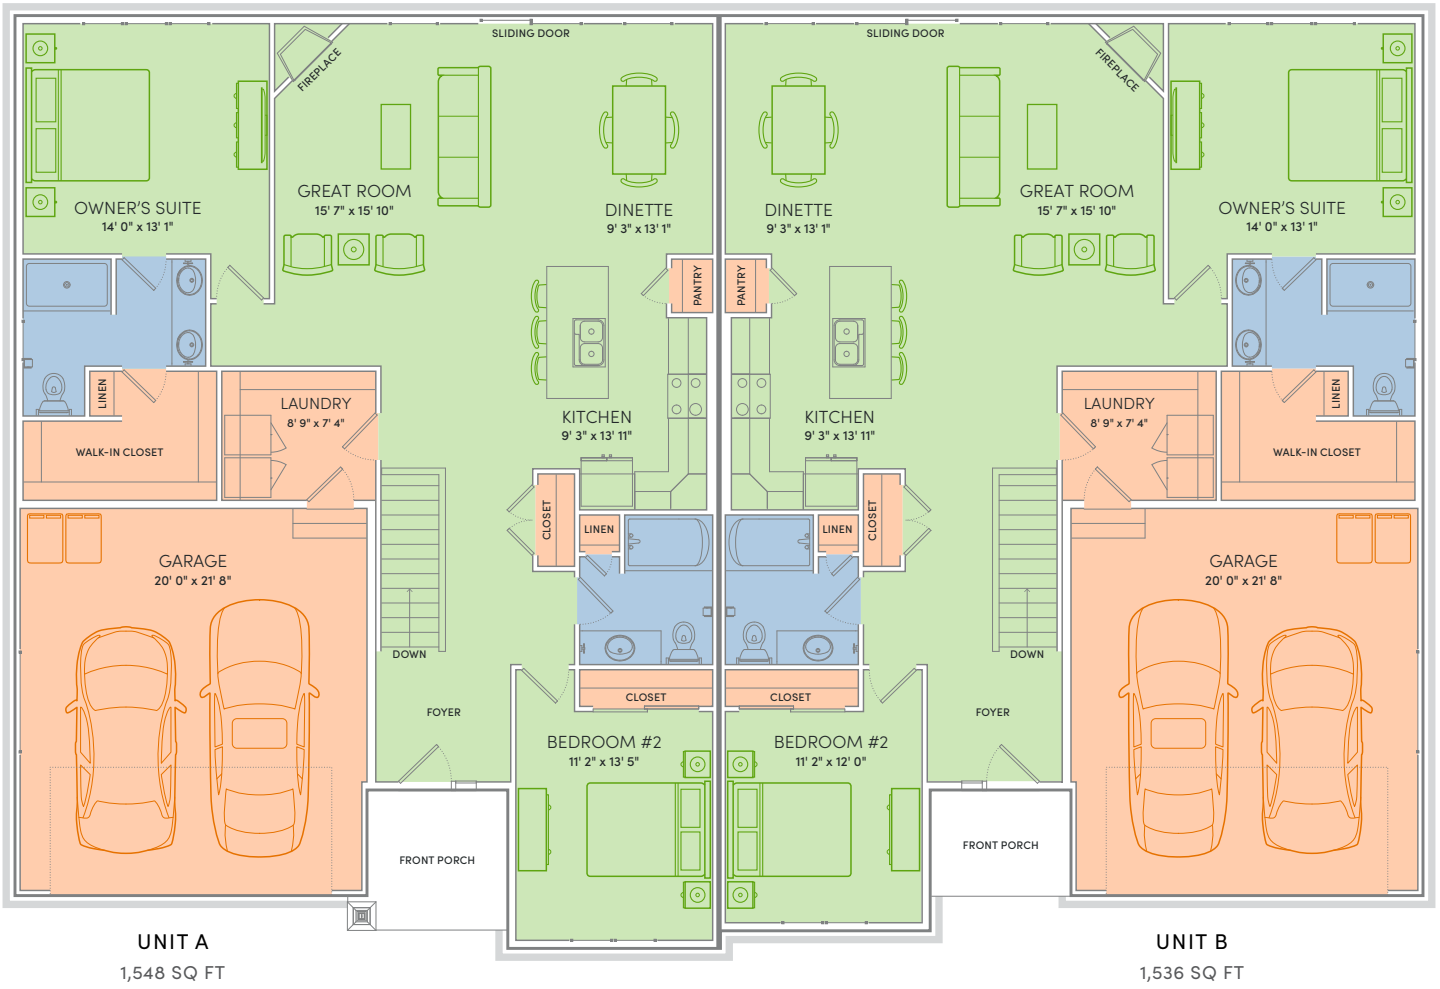 SLIDING DOOR
FIREPLACE
OWNER'S SUITE
14' 0" x 13' 1"
GREAT ROOM
15' 7" x 15' 10"
DINETTE
9' 3" x 13' 1"
PANTRY
LINEN
WALK-IN CLOSET
LAUNDRY
8' 9" x 7' 4"
KITCHEN
9' 3" x 13' 11"
CLOSET
LINEN
GARAGE
20' 0" x 21' 8"
DOWN
FOYER
CLOSET
BEDROOM #2
11' 2" x 13' 5"
FRONT PORCH
UNIT A
1,548 SQ FT
SLIDING DOOR
FIREPLACE
DINETTE
9' 3" x 13' 1"
GREAT ROOM
15' 7" x 15' 10"
OWNER'S SUITE
14' 0" x 13' 1"
PANTRY
KITCHEN
9' 3" x 13' 11"
LAUNDRY
8' 9" x 7' 4"
LINEN
WALK-IN CLOSET
LINEN
CLOSET
GARAGE
20' 0" x 21' 8"
DOWN
CLOSET
FOYER
BEDROOM #2
11' 2" x 12' 0"
FRONT PORCH
UNIT B
1,536 SQ FT